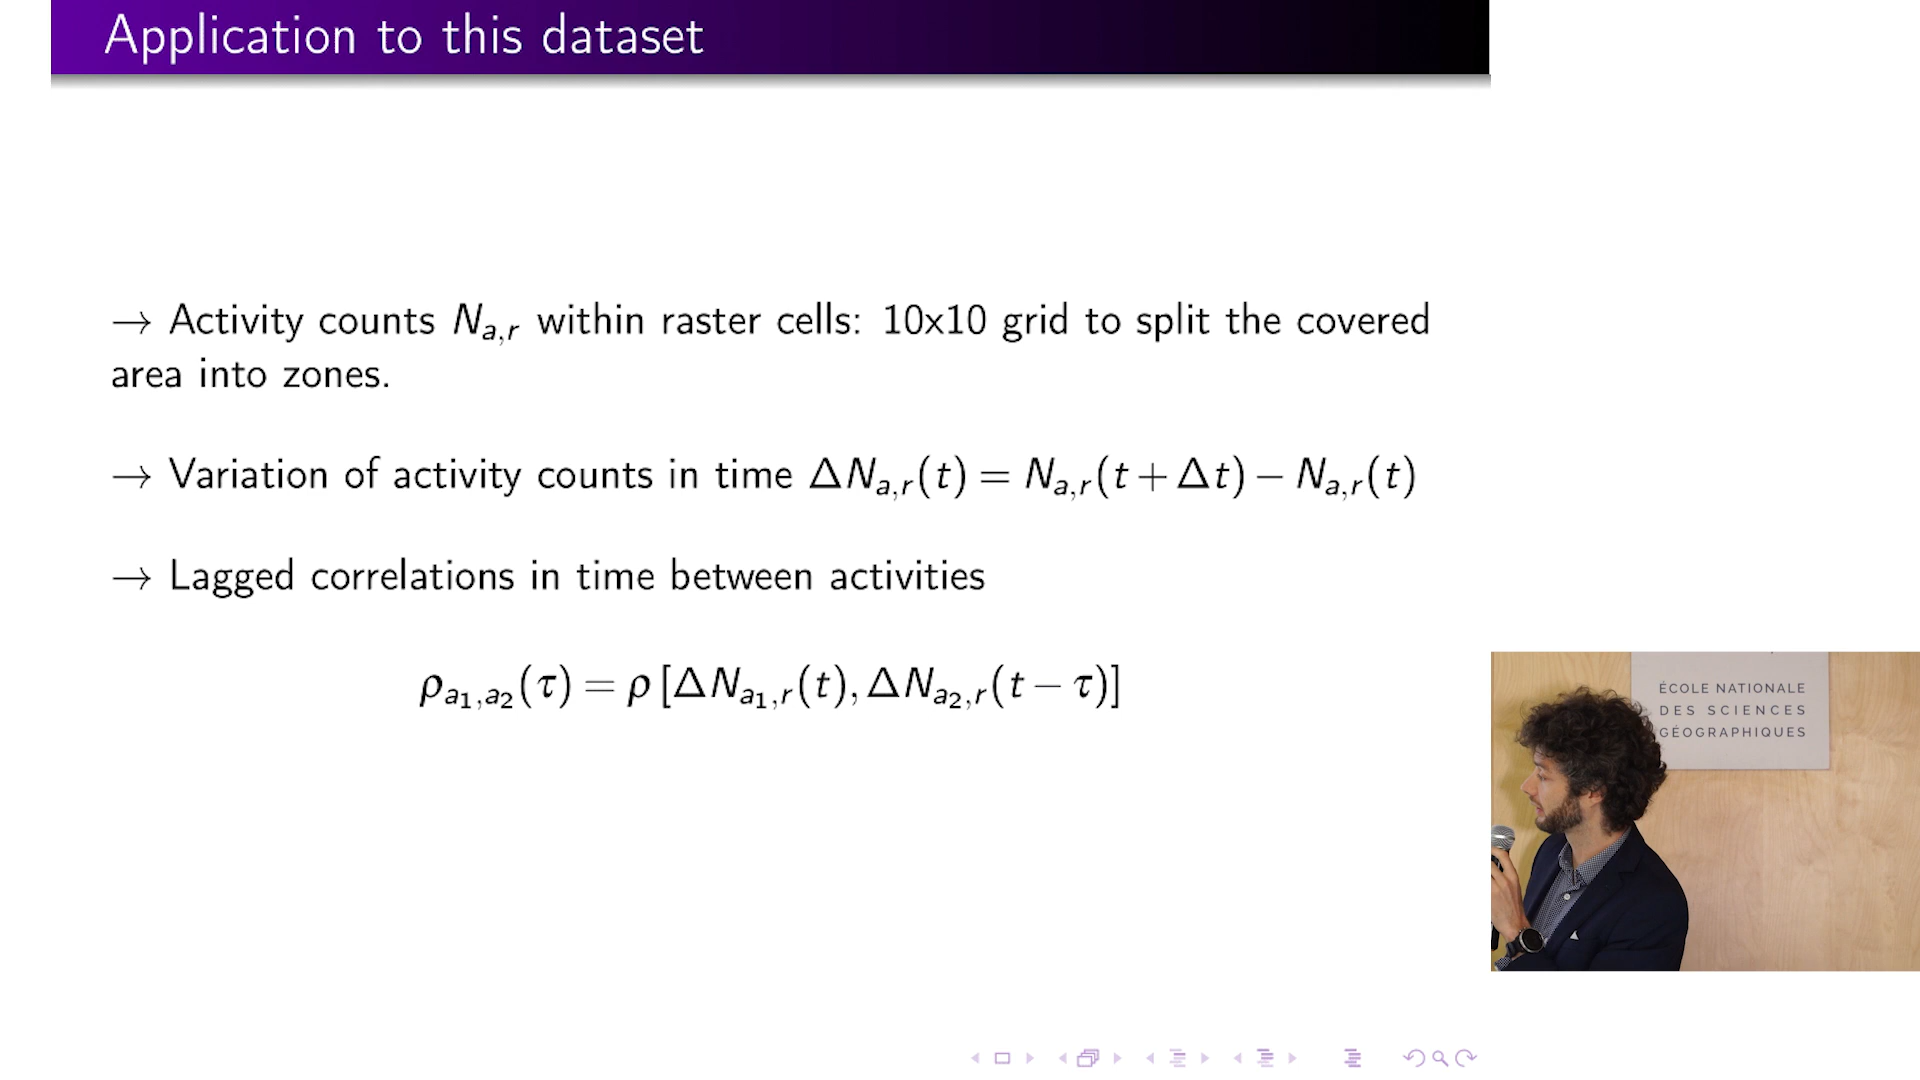 Application to this dataset
→ Activity counts N_{a,r} within raster cells: 10x10 grid to split the covered
area into zones.
→ Variation of activity counts in time ΔN_{a,r}(t) = N_{a,r}(t + Δt) − N_{a,r}(t)
→ Lagged correlations in time between activities
ρ_{a_1,a_2}(τ) = ρ [ΔN_{a_1,r}(t), ΔN_{a_2,r}(t − τ)]
ÉCOLE NATIONALE
DES SCIENCES
GÉOGRAPHIQUES